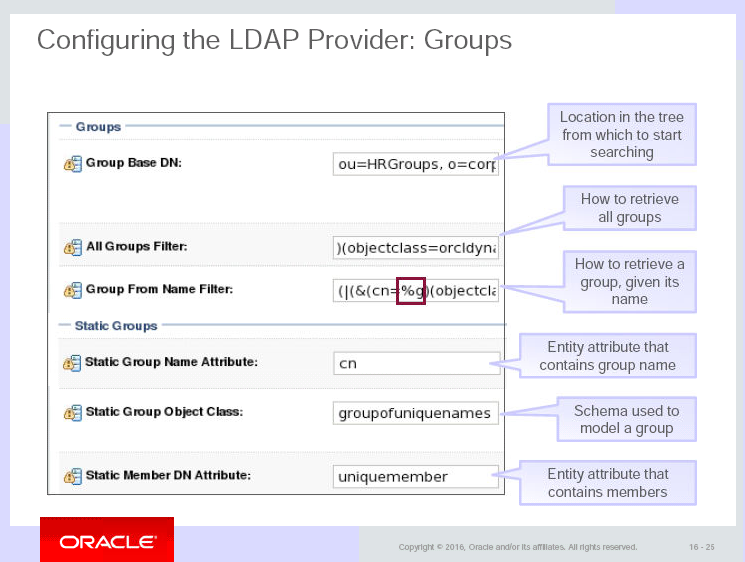 Configuring the LDAP Provider: Groups
Groups
Group Base DN:
ou=HRGroups, o=corp
Location in the tree
from which to start
searching
All Groups Filter:
)(objectclass=orcldyna
How to retrieve
all groups
Group From Name Filter:
(|(&(cn=%g)(objectcla
How to retrieve a
group, given its
name
Static Groups
Static Group Name Attribute:
cn
Entity attribute that
contains group name
Static Group Object Class:
groupofuniquenames
Schema used to
model a group
Static Member DN Attribute:
uniquemember
Entity attribute that
contains members
ORACLE
Copyright © 2016, Oracle and/or its affiliates. All rights reserved.
16 - 25